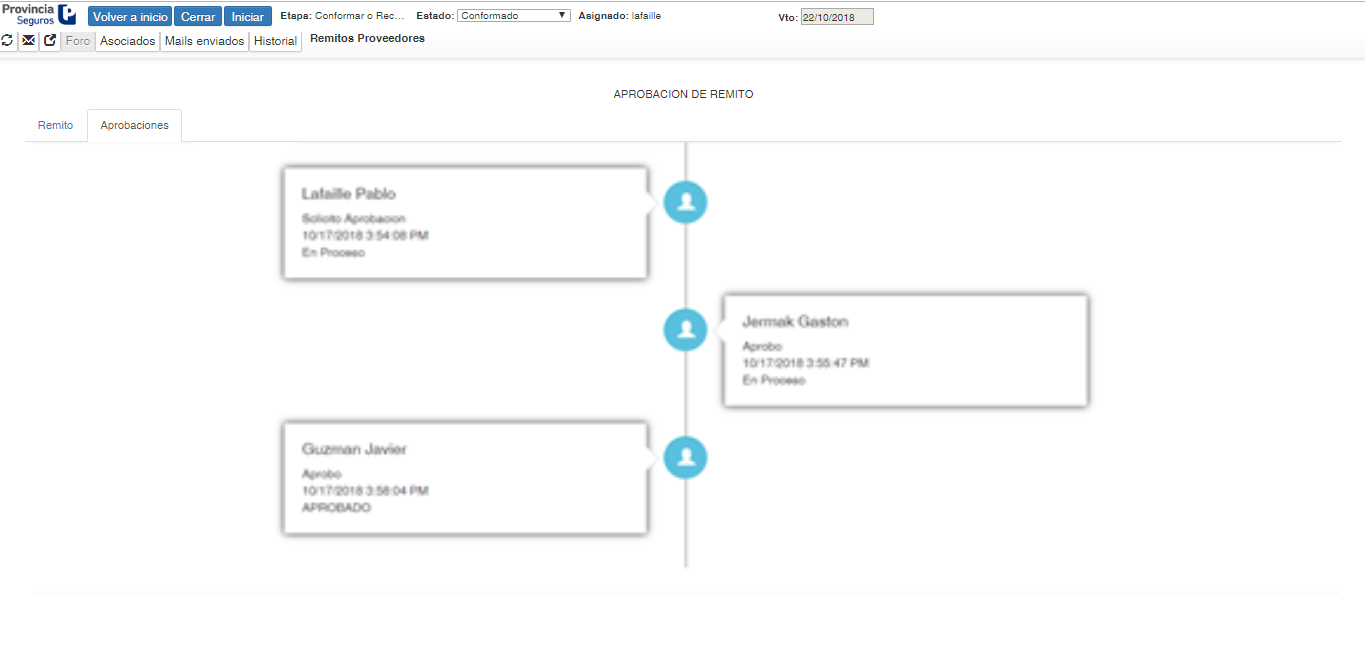 Provincia
Seguros
Volver a inicio Cerrar Iniciar Etapa: Conformar o Rec... Estado: Conformado Asignado: lafaille Vto: 22/10/2018
Foro Asociados Mails enviados Historial Remitos Proveedores
APROBACION DE REMITO
Remito Aprobaciones
Lafaille Pablo
Solicito Aprobacion
10/17/2018 3:54:08 PM
En Proceso
Jermak Gaston
Aprobo
10/17/2018 3:55:47 PM
En Proceso
Guzman Javier
Aprobo
10/17/2018 3:58:04 PM
APROBADO